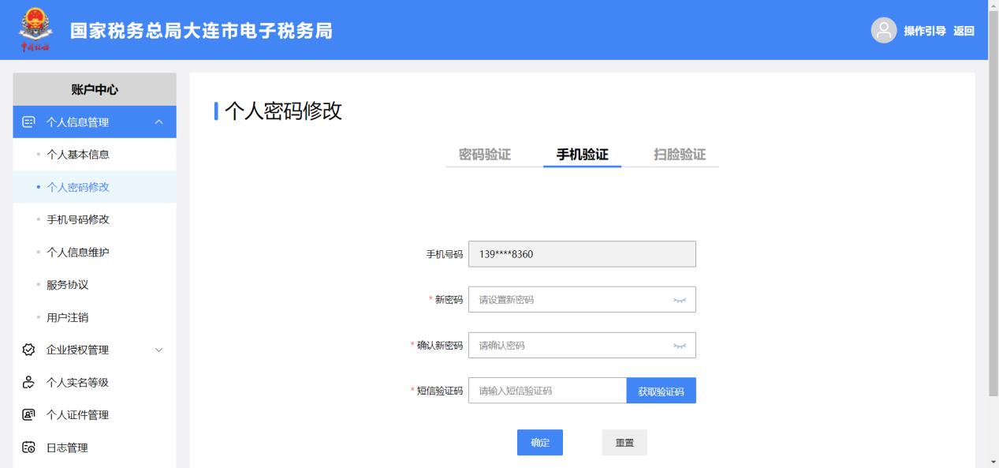 国家税务总局大连市电子税务局
操作引导 返回
账户中心
个人信息管理
个人基本信息
个人密码修改
手机号码修改
个人信息维护
服务协议
用户注销
企业授权管理
个人实名等级
个人证件管理
日志管理
个人密码修改
密码验证 手机验证 扫脸验证
手机号码 139****8360
* 新密码 请设置新密码
* 确认新密码 请确认密码
* 短信验证码 请输入短信验证码 获取验证码
确定 重置